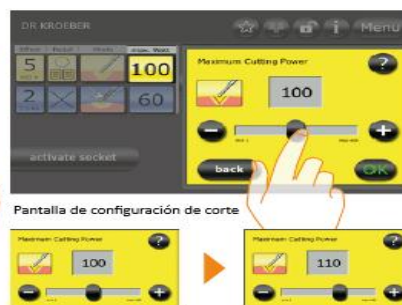 DR KROEBER
Menu
Effect Pedal Mode max. Watt
5 100
2 60
activate socket
Maximum Cutting Power
?
100
back OK
Pantalla de configuración de corte
Maximum Cutting Power ?
100
Maximum Cutting Power ?
110